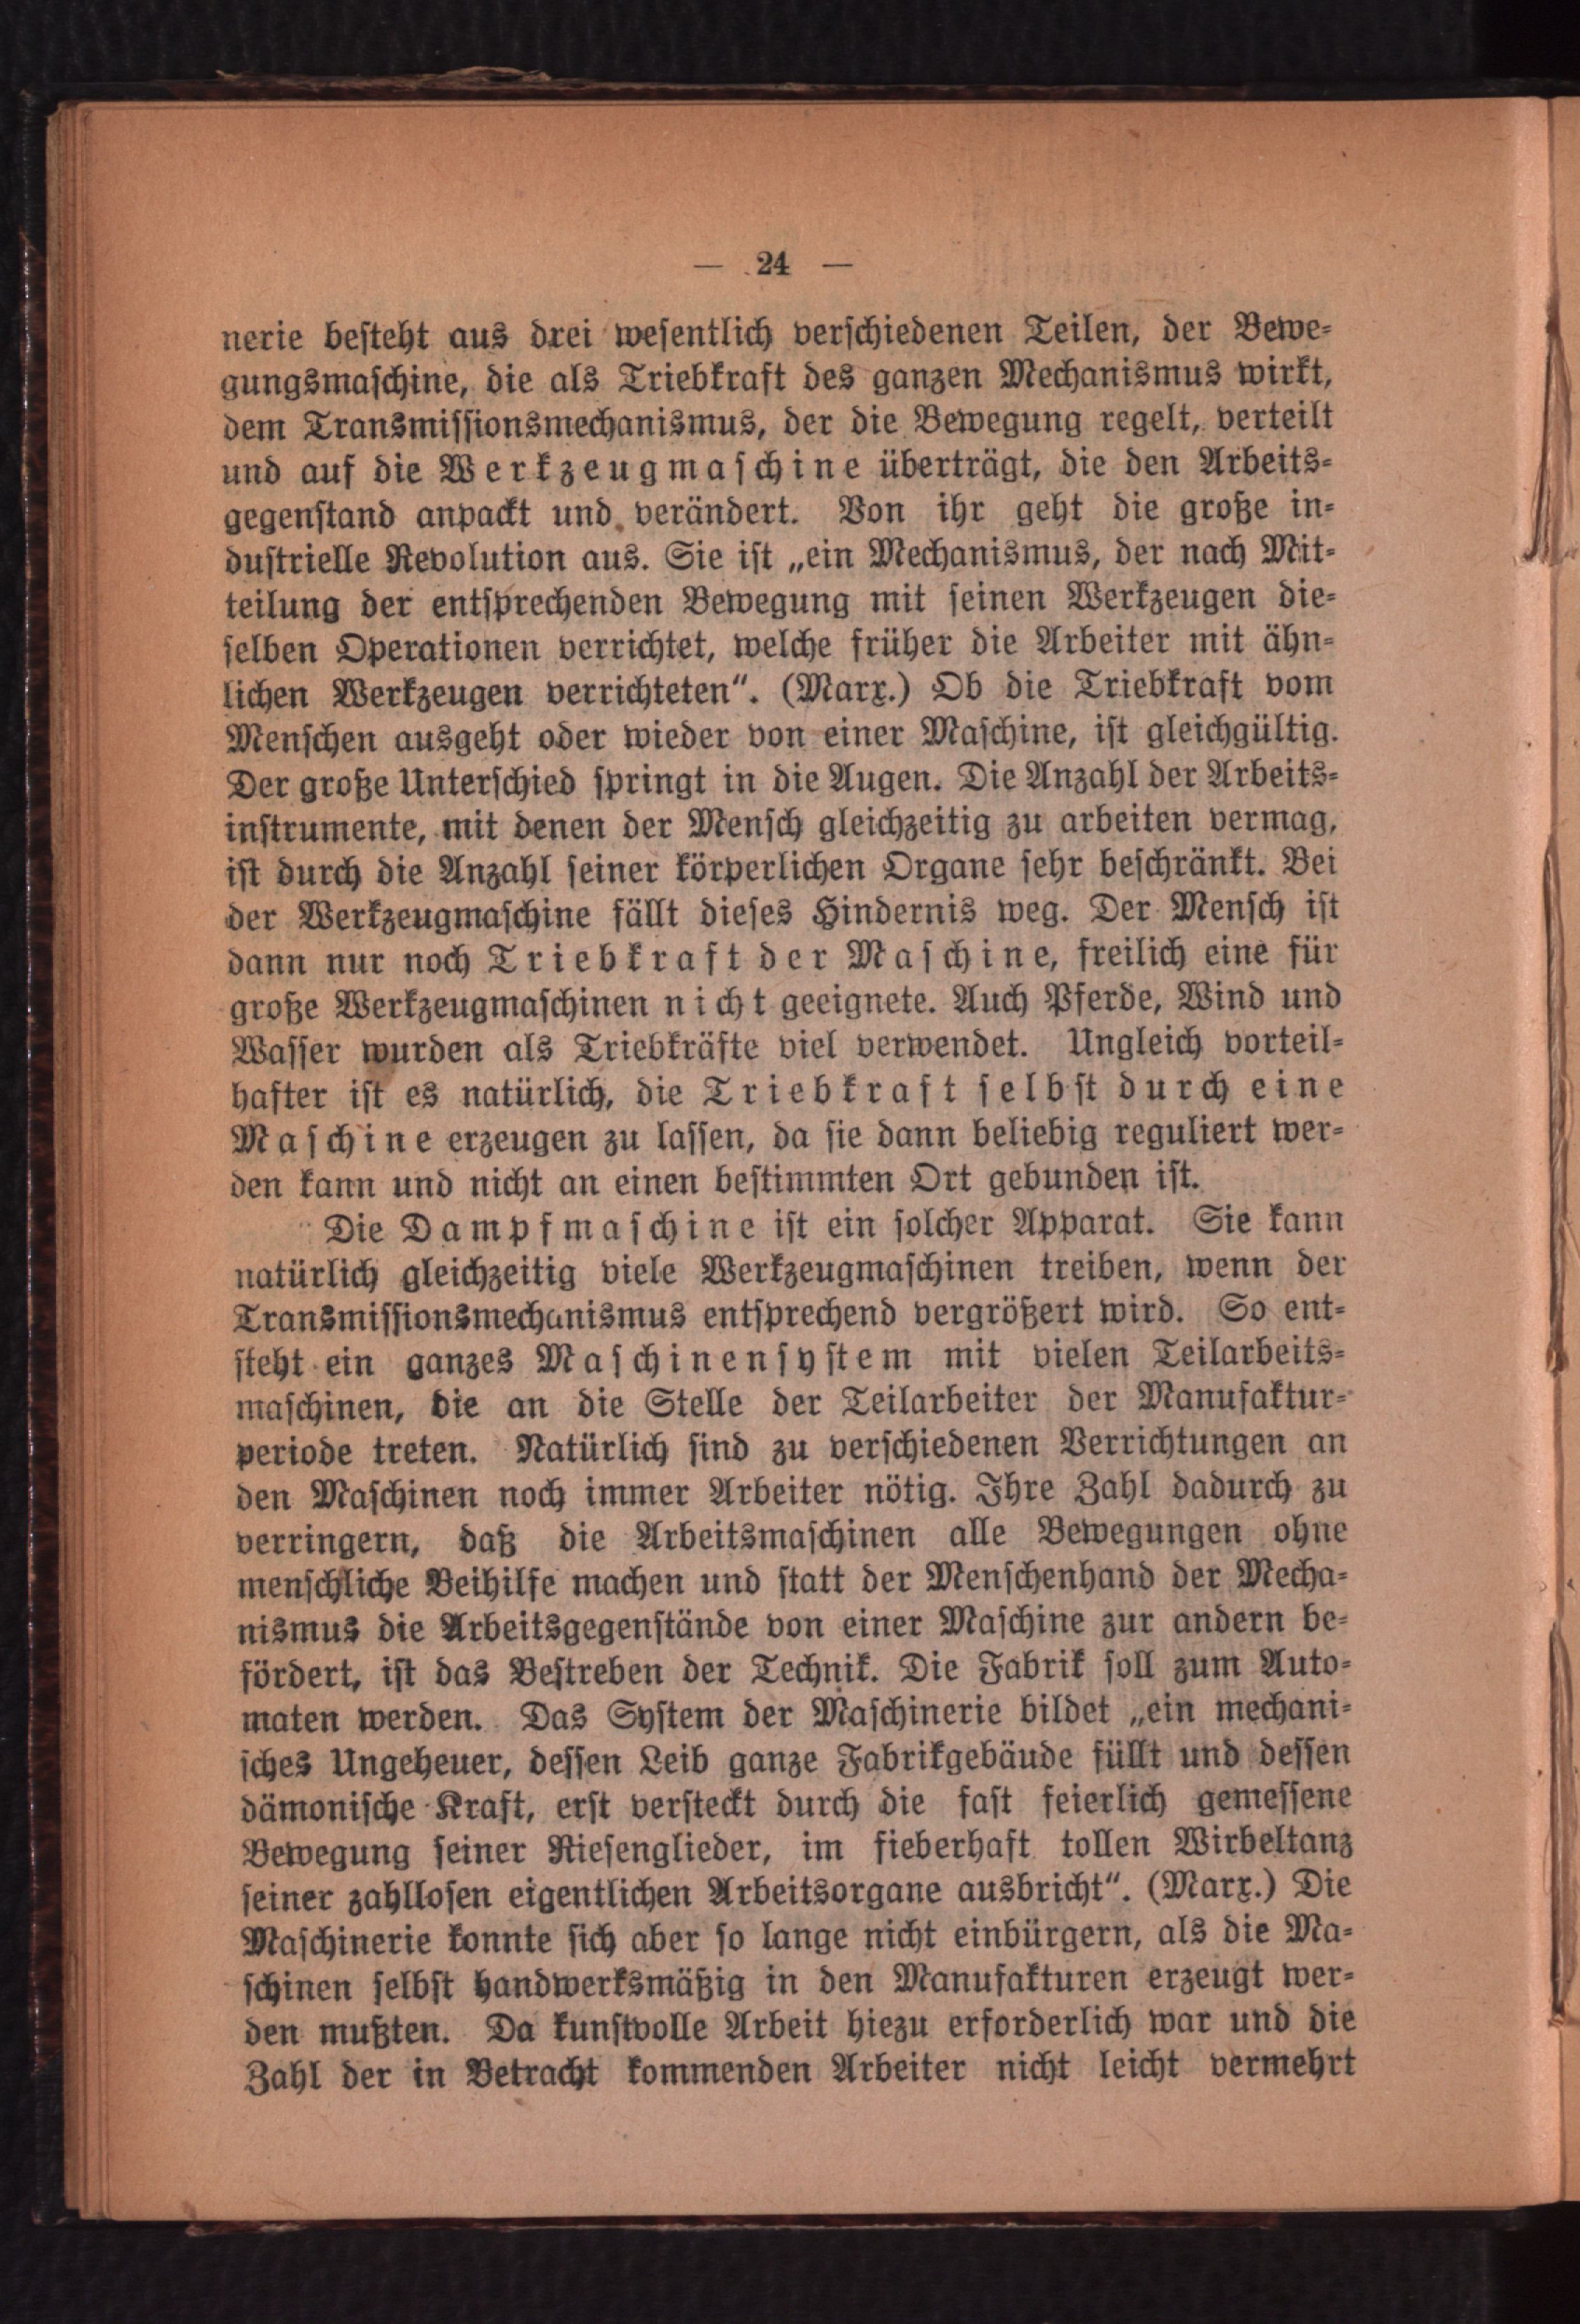 — 24 —
nerie besteht aus drei wesentlich verschiedenen Teilen, der Bewe-
gungsmaschine, die als Triebkraft des ganzen Mechanismus wirkt,
dem Transmissionsmechanismus, der die Bewegung regelt, verteilt
und auf die Werkzeugmaschine überträgt, die den Arbeits-
gegenstand anpackt und verändert. Von ihr geht die große in-
dustrielle Revolution aus. Sie ist „ein Mechanismus, der nach Mit-
teilung der entsprechenden Bewegung mit seinen Werkzeugen die-
selben Operationen verrichtet, welche früher die Arbeiter mit ähn-
lichen Werkzeugen verrichteten“. (Marx.) Ob die Triebkraft vom
Menschen ausgeht oder wieder von einer Maschine, ist gleichgültig.
Der große Unterschied springt in die Augen. Die Anzahl der Arbeits-
instrumente, mit denen der Mensch gleichzeitig zu arbeiten vermag,
ist durch die Anzahl seiner körperlichen Organe sehr beschränkt. Bei
der Werkzeugmaschine fällt dieses Hindernis weg. Der Mensch ist
dann nur noch Triebkraft der Maschine, freilich eine für
große Werkzeugmaschinen nicht geeignete. Auch Pferde, Wind und
Wasser wurden als Triebkräfte viel verwendet. Ungleich vorteil-
hafter ist es natürlich, die Triebkraft selbst durch eine
Maschine erzeugen zu lassen, da sie dann beliebig reguliert wer-
den kann und nicht an einen bestimmten Ort gebunden ist.
Die Dampfmaschine ist ein solcher Apparat. Sie kann
natürlich gleichzeitig viele Werkzeugmaschinen treiben, wenn der
Transmissionsmechanismus entsprechend vergrößert wird. So ent-
steht ein ganzes Maschinensystem mit vielen Teilarbeits-
maschinen, die an die Stelle der Teilarbeiter der Manufaktur-
periode treten. Natürlich sind zu verschiedenen Verrichtungen an
den Maschinen noch immer Arbeiter nötig. Ihre Zahl dadurch zu
verringern, daß die Arbeitsmaschinen alle Bewegungen ohne
menschliche Beihilfe machen und statt der Menschenhand der Mecha-
nismus die Arbeitsgegenstände von einer Maschine zur andern be-
fördert, ist das Bestreben der Technik. Die Fabrik soll zum Auto-
maten werden. Das System der Maschinerie bildet „ein mechani-
sches Ungeheuer, dessen Leib ganze Fabrikgebäude füllt und dessen
dämonische Kraft, erst versteckt durch die fast feierlich gemessene
Bewegung seiner Riesenglieder, im fieberhaft tollen Wirbeltanz
seiner zahllosen eigentlichen Arbeitsorgane ausbricht“. (Marx.) Die
Maschinerie konnte sich aber so lange nicht einbürgern, als die Ma-
schinen selbst handwerksmäßig in den Manufakturen erzeugt wer-
den mußten. Da kunstvolle Arbeit hiezu erforderlich war und die
Zahl der in Betracht kommenden Arbeiter nicht leicht vermehrt